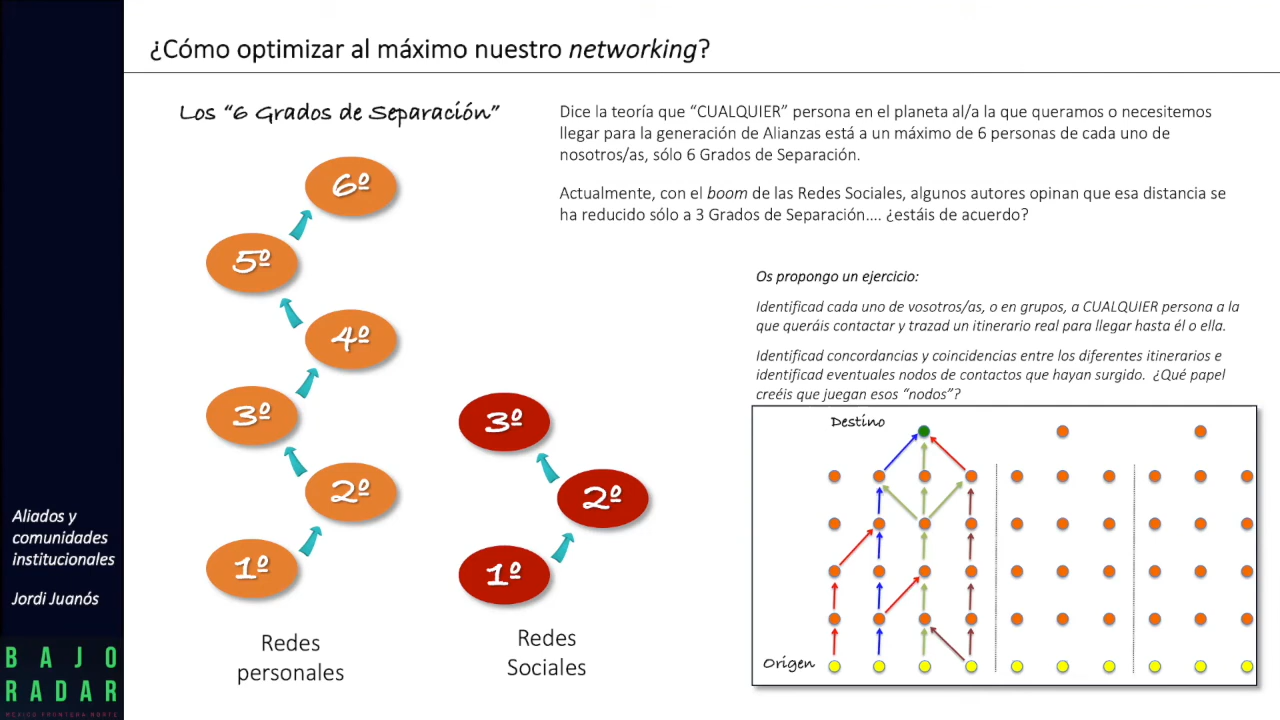 ¿Cómo optimizar al máximo nuestro networking?
Los “6 Grados de Separación”
6º
5º
4º
3º
2º
1º
Redes
personales
3º
2º
1º
Redes
Sociales
Dice la teoría que “CUALQUIER” persona en el planeta al/a la que queramos o necesitemos
llegar para la generación de Alianzas está a un máximo de 6 personas de cada uno de
nosotros/as, sólo 6 Grados de Separación.
Actualmente, con el boom de las Redes Sociales, algunos autores opinan que esa distancia se
ha reducido sólo a 3 Grados de Separación.... ¿estáis de acuerdo?
Os propongo un ejercicio:
Identificad cada uno de vosotros/as, o en grupos, a CUALQUIER persona a la
que queráis contactar y trazad un itinerario real para llegar hasta él o ella.
Identificad concordancias y coincidencias entre los diferentes itinerarios e
identificad eventuales nodos de contactos que hayan surgido. ¿Qué papel
creéis que juegan esos “nodos”?
Destino
Origen
Aliados y
comunidades
institucionales
Jordi Juanós
BAJO
RADAR
MÉXICO FRONTERA NORTE